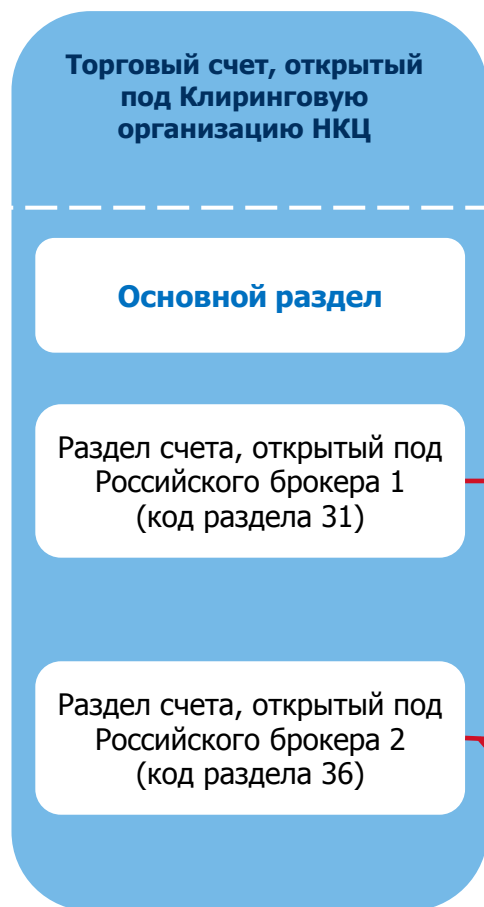 Торговый счет, открытый
под Клиринговую
организацию НКЦ
Основной раздел
Раздел счета, открытый под
Российского брокера 1
(код раздела 31)
Раздел счета, открытый под
Российского брокера 2
(код раздела 36)